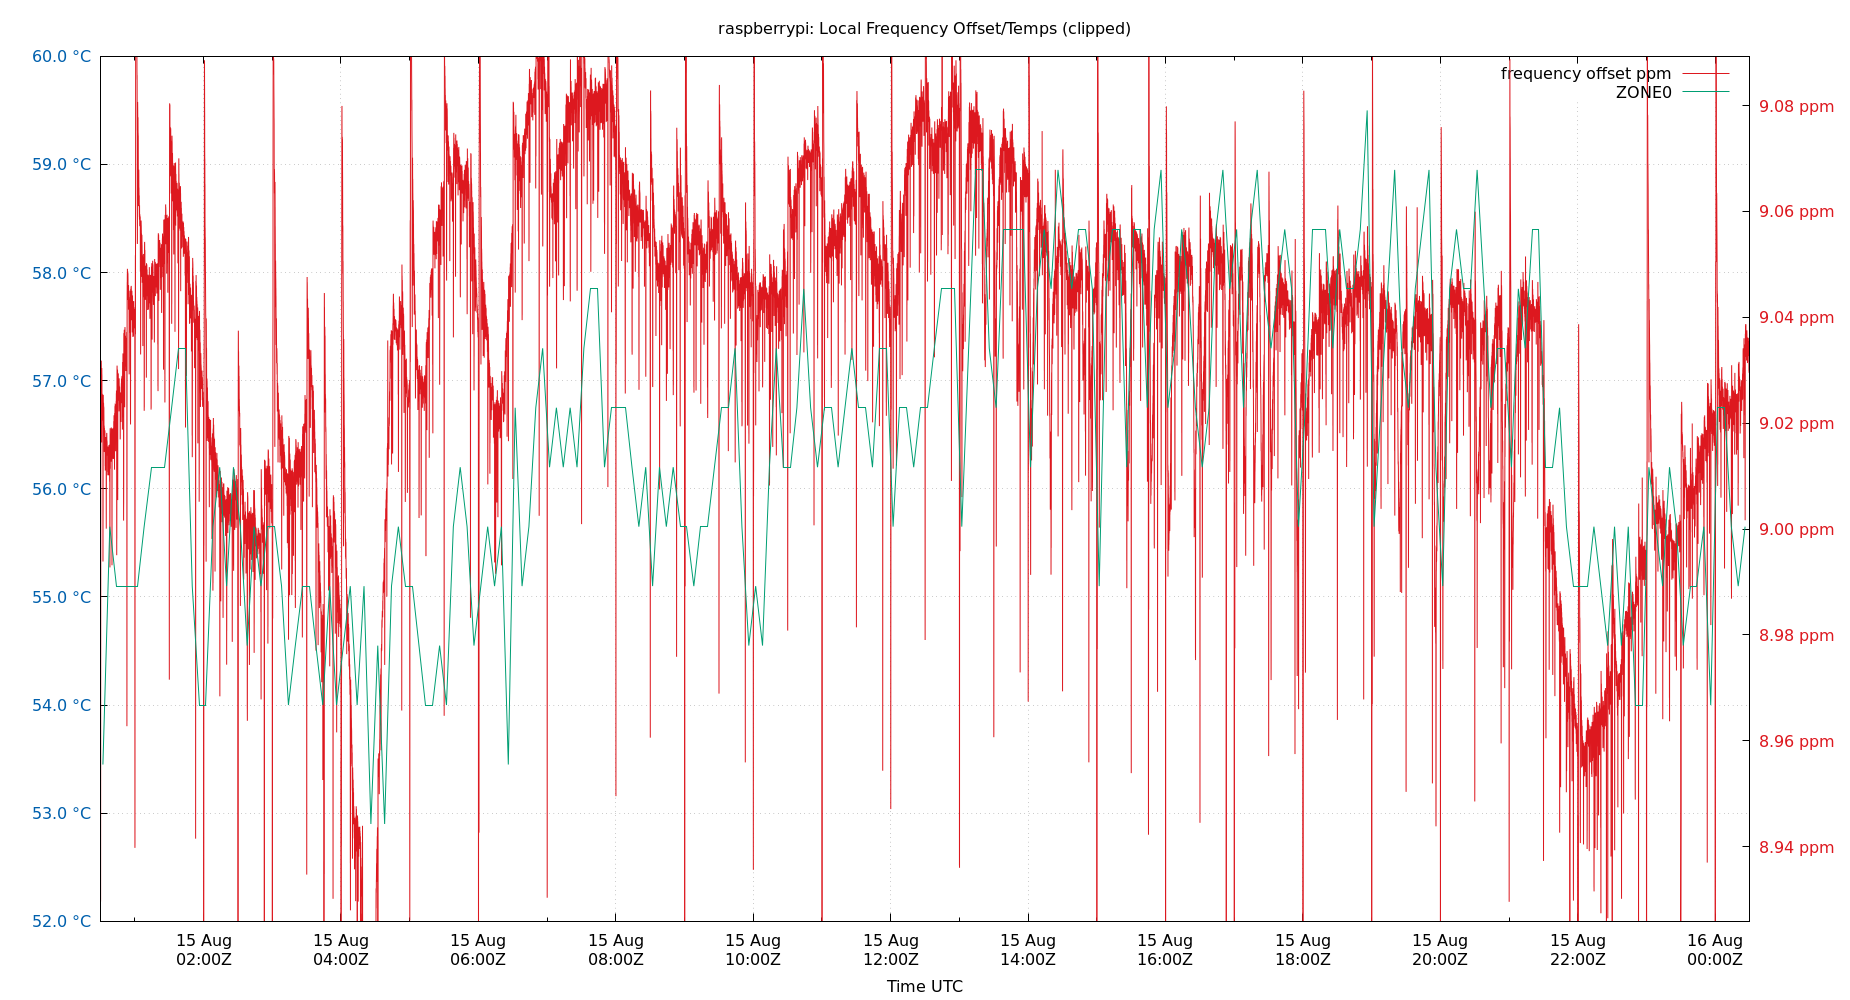 raspberrypi: Local Frequency Offset/Temps (clipped)
60.0 °C
59.0 °C
58.0 °C
57.0 °C
56.0 °C
55.0 °C
54.0 °C
53.0 °C
52.0 °C
frequency offset ppm
ZONE0
9.08 ppm
9.06 ppm
9.04 ppm
9.02 ppm
9.00 ppm
8.98 ppm
8.96 ppm
8.94 ppm
15 Aug 15 Aug 15 Aug 15 Aug 15 Aug 15 Aug 15 Aug 15 Aug 15 Aug 15 Aug 15 Aug 16 Aug
02:00Z 04:00Z 06:00Z 08:00Z 10:00Z 12:00Z 14:00Z 16:00Z 18:00Z 20:00Z 22:00Z 00:00Z
Time UTC